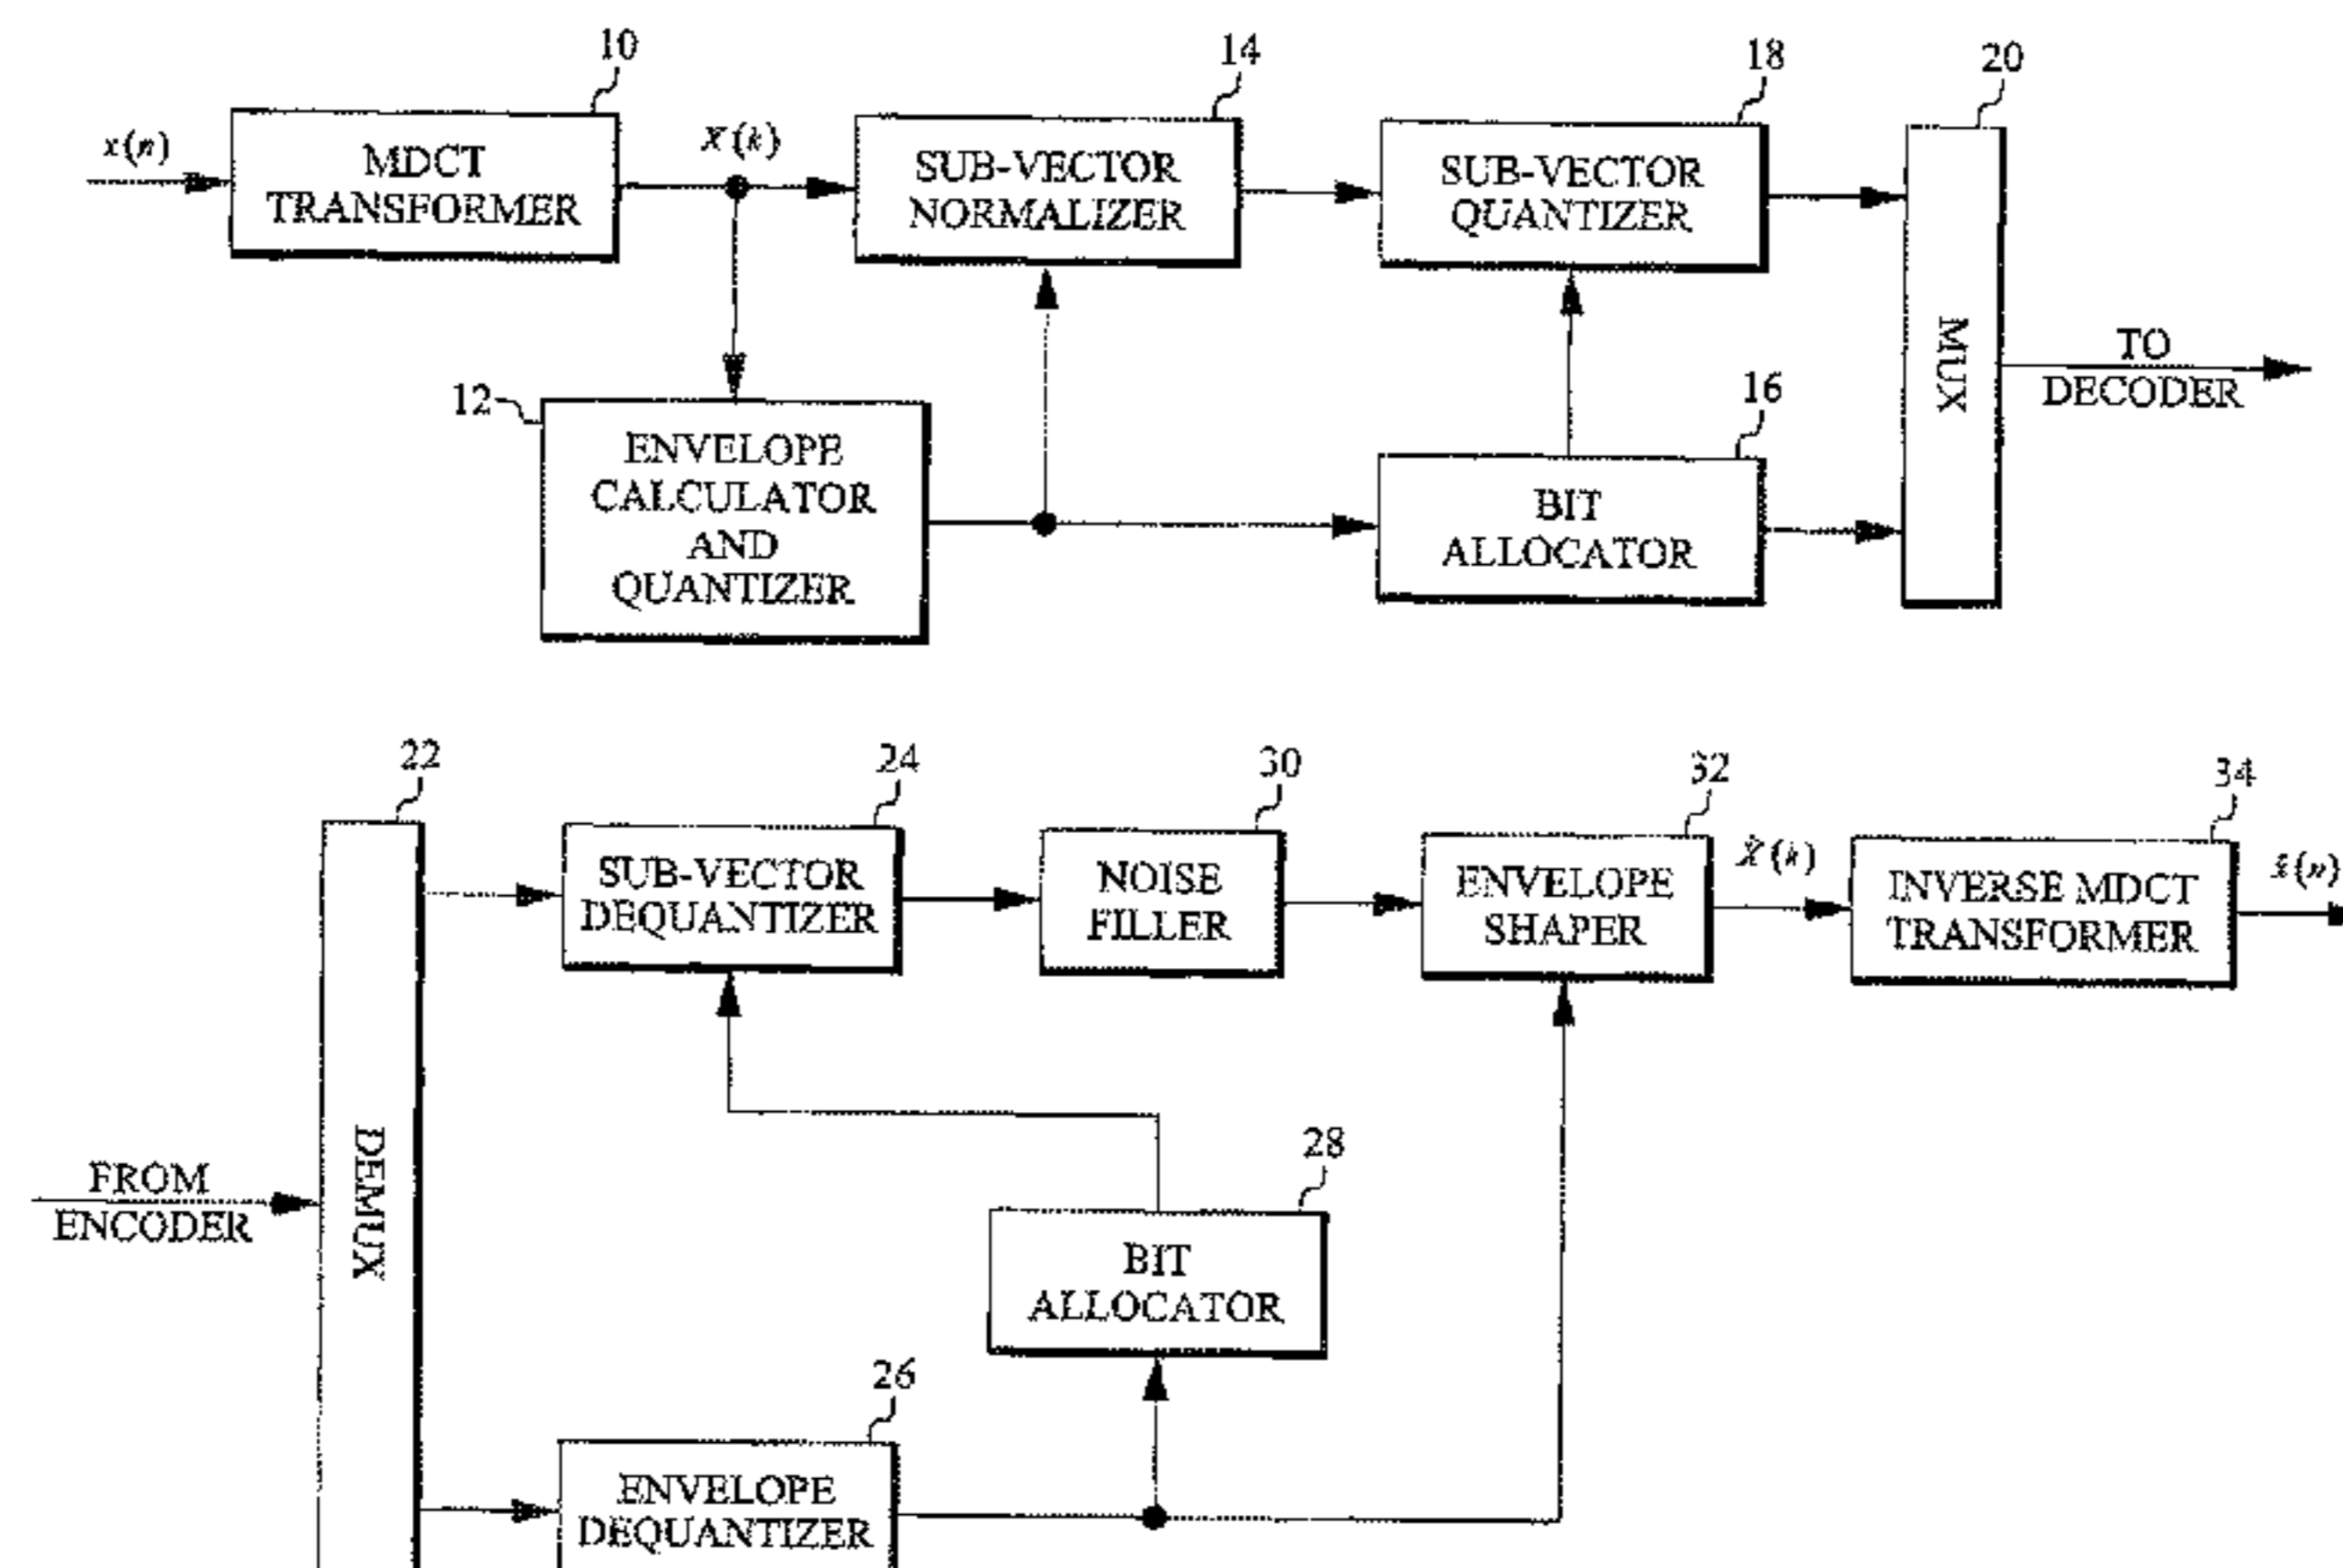 10
14
18
20
x(n)
MDCT
TRANSFORMER
X(k)
SUB-VECTOR
NORMALIZER
SUB-VECTOR
QUANTIZER
MUX
TO
DECODER
12
ENVELOPE
CALCULATOR
AND
QUANTIZER
16
BIT
ALLOCATOR
22
24
30
32
34
SUB-VECTOR
DEQUANTIZER
NOISE
FILLER
ENVELOPE
SHAPER
X̂(k)
INVERSE MDCT
TRANSFORMER
x̂(n)
FROM
ENCODER
DEMUX
28
BIT
ALLOCATOR
26
ENVELOPE
DEQUANTIZER